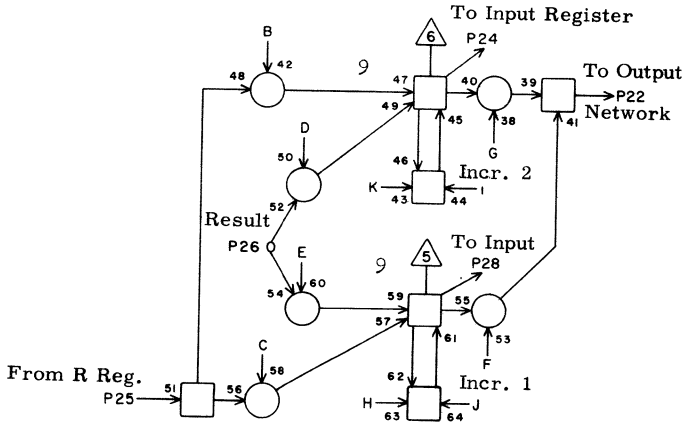 To Input Register
B
6
P24
9
To Output
48
42
47
40
39
P22
49
45
38
41
Network
D
G
50
46
Incr. 2
K
I
52
43
44
Result
P26
E
9
5
To Input
P28
54
60
59
55
57
61
53
C
F
58
62
From R Reg.
Incr. 1
P25
51
56
H
J
63
64